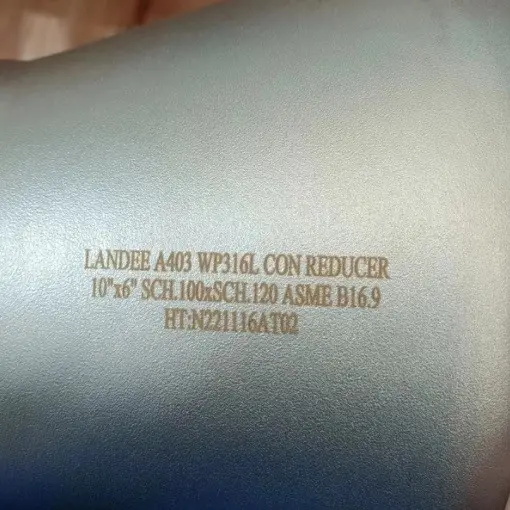 LANDEE A403 WP316L CON REDUCER
10"x6" SCH.100xSCH.120 ASME B16.9
HT:N221116AT02